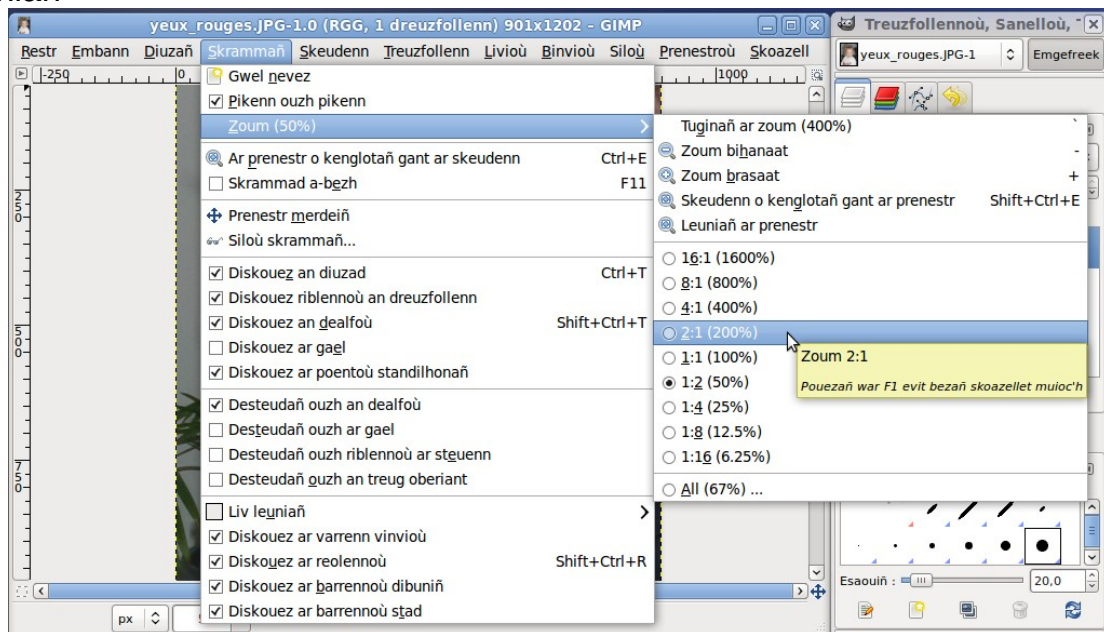 yeux_rouges.JPG-1.0 (RGG, 1 dreuzfollenn) 901x1202 – GIMP
Restr Embann Diuzañ Skrammañ Skeudenn Treuzfollenn Livioù Binvioù Siloù Prenestroù Skoazell
-250 0 1000
Gwel nevez
Pikenn ouzh pikenn
Zoum (50%)
Ar prenestr o kenglotañ gant ar skeudenn Ctrl+E
Skrammad a-bezh F11
Prenestr merdeiñ
Siloù skrammañ...
Diskouez an diuzad Ctrl+T
Diskouez riblennoù an dreuzfollenn
Diskouez an dealfoù Shift+Ctrl+T
Diskouez ar gael
Diskouez ar poentoù standilhonañ
Desteudañ ouzh an dealfoù
Desteudañ ouzh ar gael
Desteudañ ouzh riblennoù ar steuenn
Desteudañ ouzh an treug oberiant
Liv leuniañ
Diskouez ar varrenn vinvioù
Diskouez ar reolennoù Shift+Ctrl+R
Diskouez ar barrennoù dibuniñ
Diskouez ar barrennoù stad
250
500
750
px
Tuginañ ar zoum (400%) `
Zoum bihanaat -
Zoum brasaat +
Skeudenn o kenglotañ gant ar prenestr Shift+Ctrl+E
Leuniañ ar prenestr
16:1 (1600%)
8:1 (800%)
4:1 (400%)
2:1 (200%)
1:1 (100%)
1:2 (50%)
1:4 (25%)
1:8 (12.5%)
1:16 (6.25%)
All (67%) ...
Zoum 2:1
Pouezañ war F1 evit bezañ skoazellet muioc'h
Treuzfollennoù, Sanelloù,
yeux_rouges.JPG-1
Emgefreek
Esaouiñ : 20,0